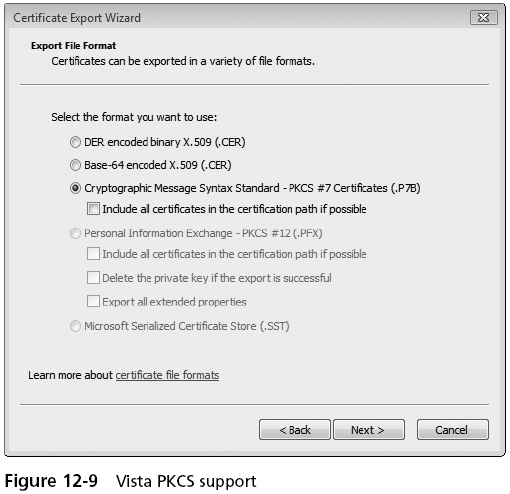 Certificate Export Wizard
Export File Format
Certificates can be exported in a variety of file formats.
Select the format you want to use:
DER encoded binary X.509 (.CER)
Base-64 encoded X.509 (.CER)
Cryptographic Message Syntax Standard - PKCS #7 Certificates (.P7B)
Include all certificates in the certification path if possible
Personal Information Exchange - PKCS #12 (.PFX)
Include all certificates in the certification path if possible
Delete the private key if the export is successful
Export all extended properties
Microsoft Serialized Certificate Store (.SST)
Learn more about certificate file formats
< Back Next > Cancel
Figure 12-9 Vista PKCS support